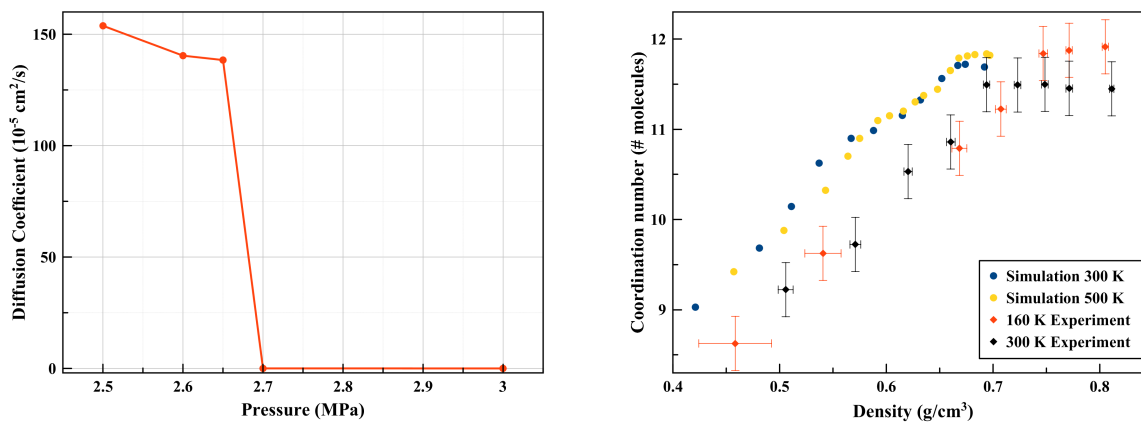 150
100
50
0
2.5 2.6 2.7 2.8 2.9 3
Pressure (MPa)
Diffusion Coefficient (10⁻⁵ cm²/s)
12
11
10
9
0.4 0.5 0.6 0.7 0.8
Density (g/cm³)
Coordination number (# molecules)
Simulation 300 K
Simulation 500 K
160 K Experiment
300 K Experiment